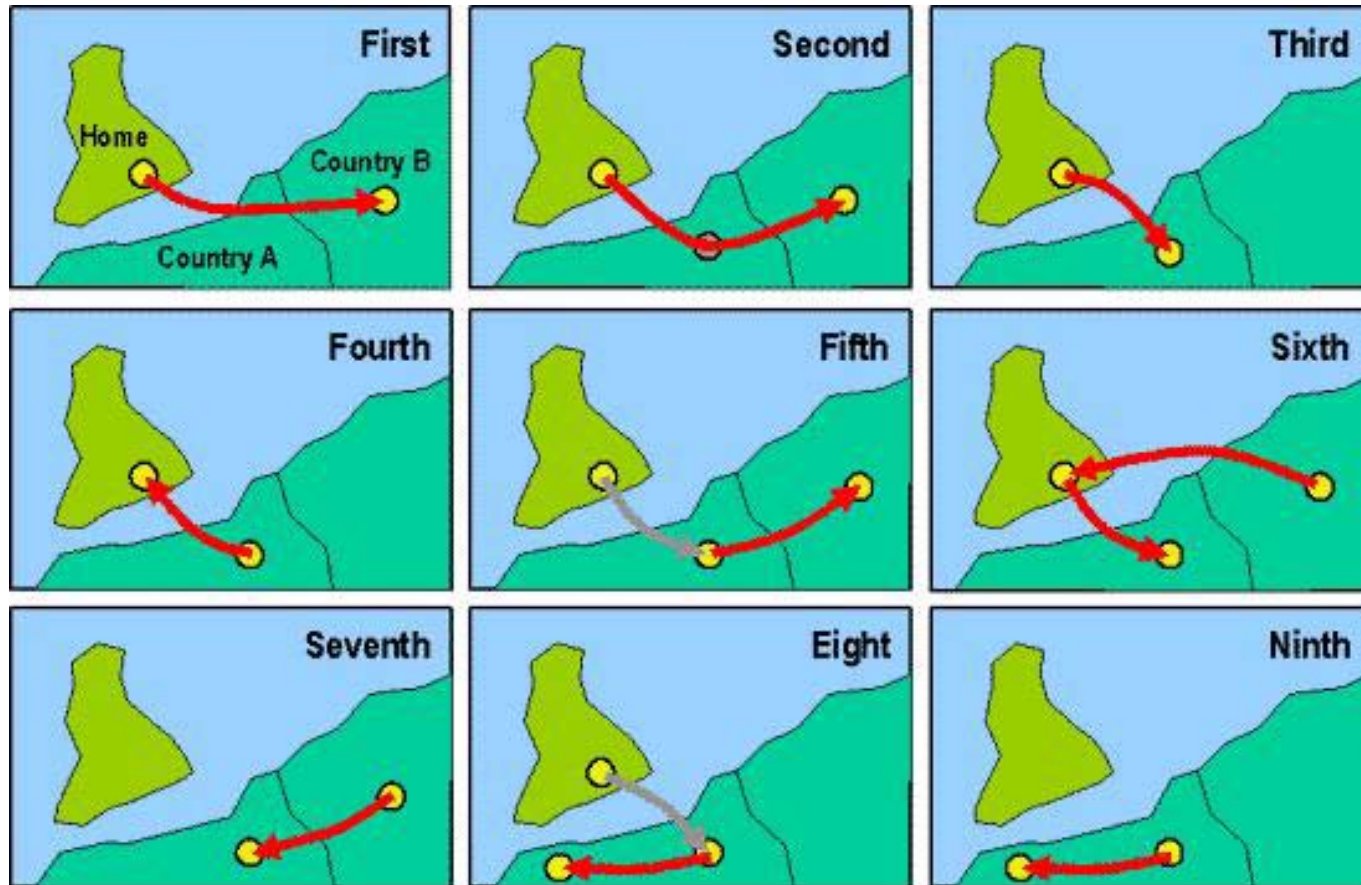 First
Home
Country B
Country A
Second
Third
Fourth
Fifth
Sixth
Seventh
Eight
Ninth